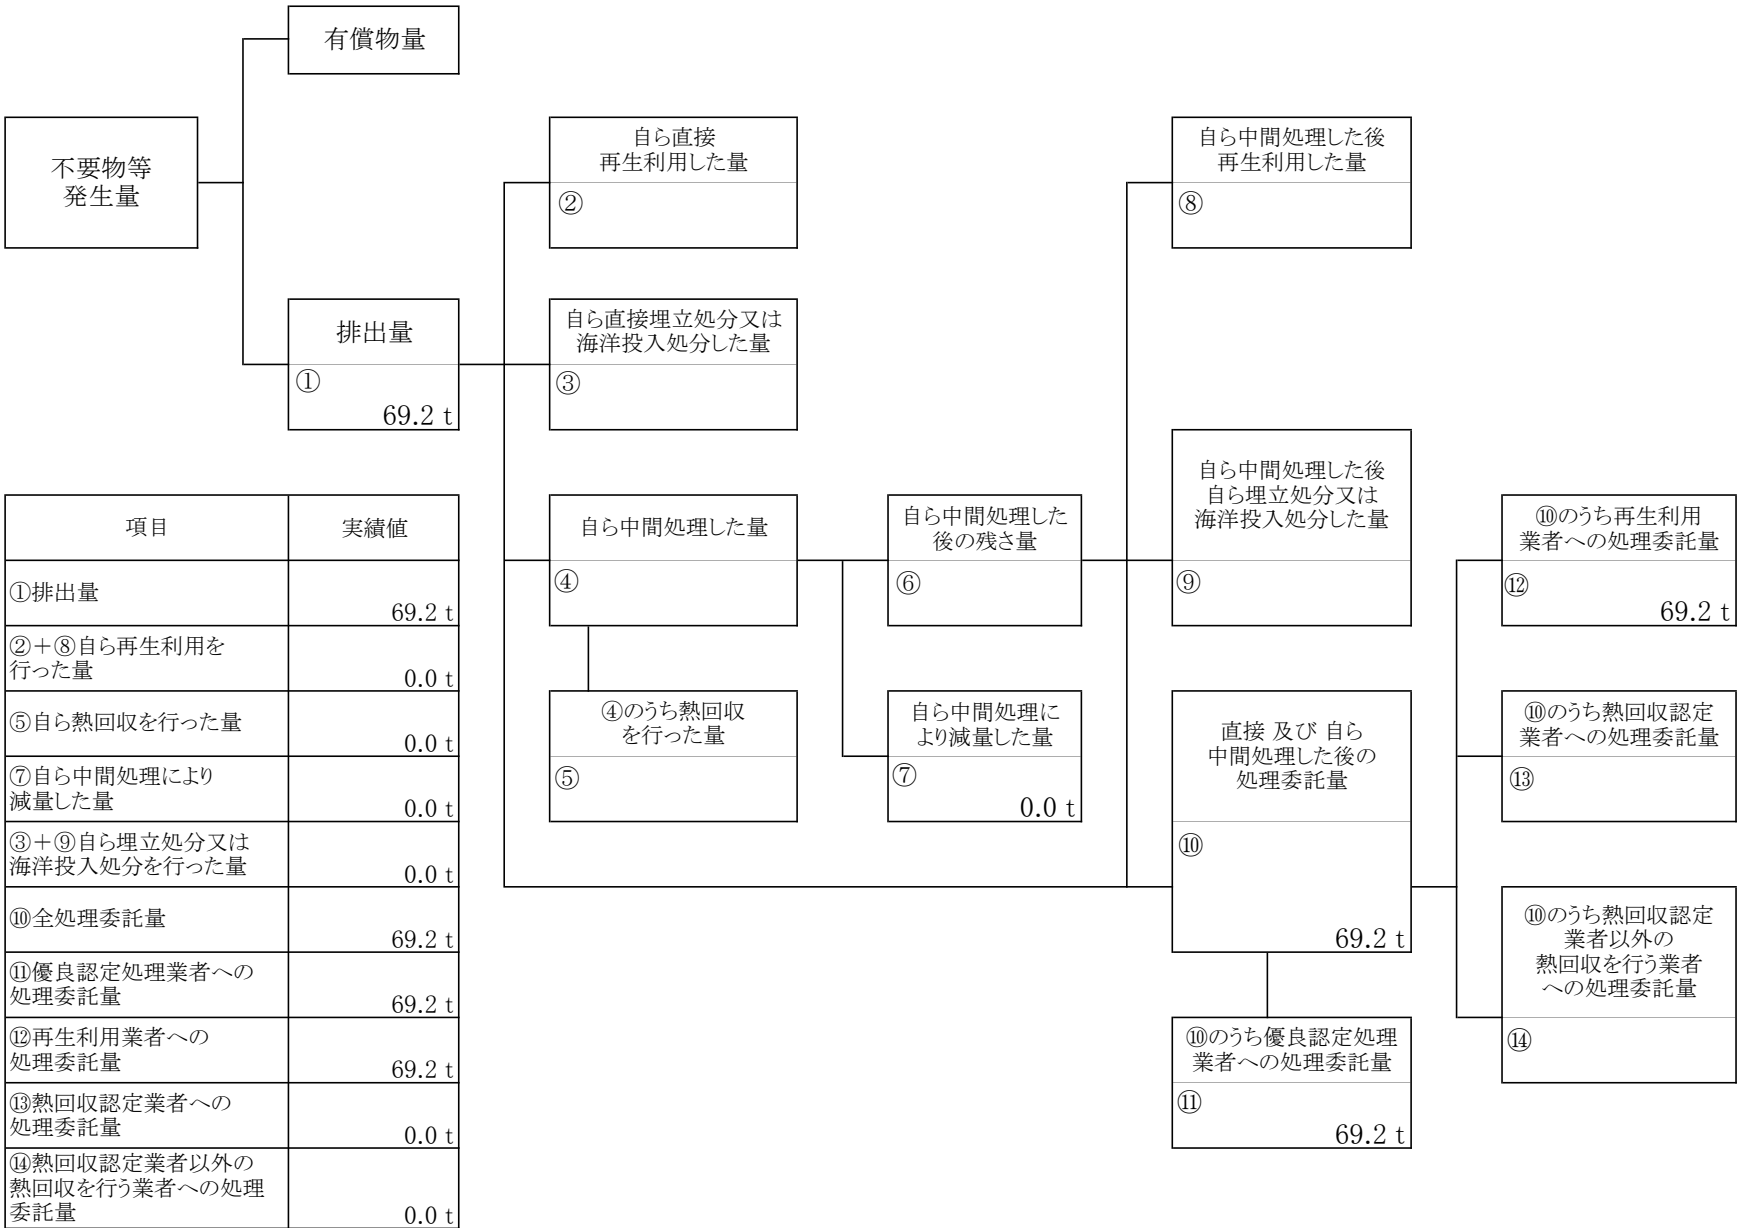 有償物量
不要物等
発生量
自ら直接
再生利用した量
②
自ら中間処理した後
再生利用した量
⑧
排出量
①
69.2 t
自ら直接埋立処分又は
海洋投入処分した量
③
自ら中間処理した量
④
自ら中間処理した
後の残さ量
⑥
自ら中間処理した後
自ら埋立処分又は
海洋投入処分した量
⑨
⑩のうち再生利用
業者への処理委託量
⑫
69.2 t
④のうち熱回収
を行った量
⑤
自ら中間処理に
より減量した量
⑦
0.0 t
直接 及び 自ら
中間処理した後の
処理委託量
⑩
69.2 t
⑩のうち熱回収認定
業者への処理委託量
⑬
⑩のうち熱回収認定
業者以外の
熱回収を行う業者
への処理委託量
⑭
⑩のうち優良認定処理
業者への処理委託量
⑪
69.2 t
項目 実績値
①排出量
69.2 t
②＋⑧自ら再生利用を
行った量
0.0 t
⑤自ら熱回収を行った量
0.0 t
⑦自ら中間処理により
減量した量
0.0 t
③＋⑨自ら埋立処分又は
海洋投入処分を行った量
0.0 t
⑩全処理委託量
69.2 t
⑪優良認定処理業者への
処理委託量
69.2 t
⑫再生利用業者への
処理委託量
69.2 t
⑬熱回収認定業者への
処理委託量
0.0 t
⑭熱回収認定業者以外の
熱回収を行う業者への処理
委託量
0.0 t